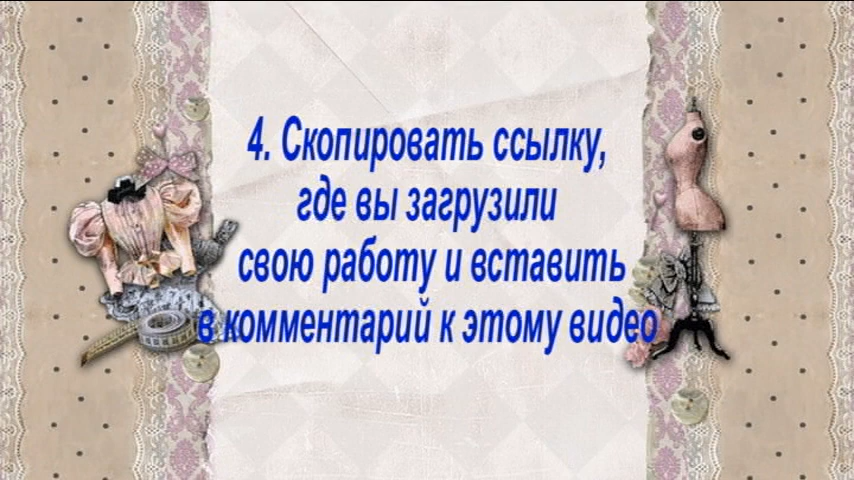 4. Скопировать ссылку,
где вы загрузили
свою работу и вставить
в комментарий к этому видео